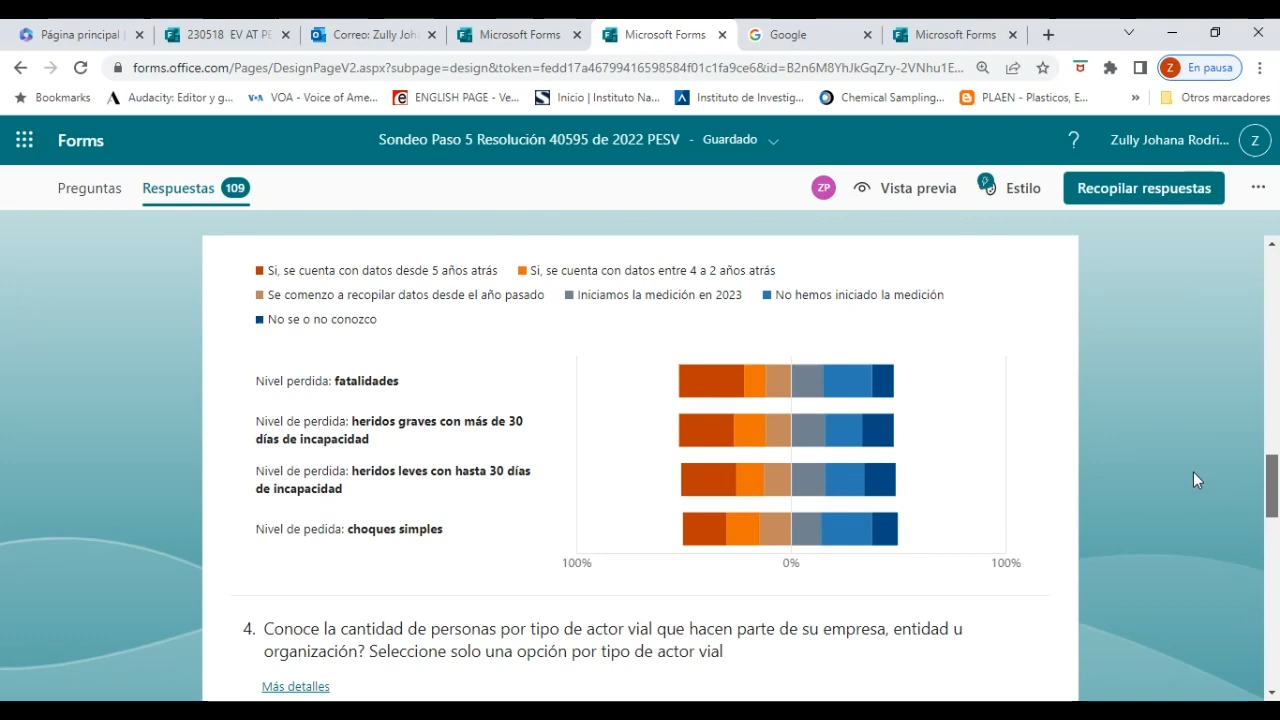 Página principal
230518 EV AT PE
Correo: Zully Joh
Microsoft Forms
Microsoft Forms
Google
Microsoft Forms
forms.office.com/Pages/DesignPageV2.aspx?subpage=design&token=fedd17a46799416598584f01c1fa9ce6&id=B2n6M8YhJkGqZry-2VNhu1E...
Z En pausa
Bookmarks
Audacity: Editor y g...
VOA - Voice of Ame...
ENGLISH PAGE - Ve...
Inicio | Instituto Na...
Instituto de Investig...
Chemical Sampling...
PLAEN - Plasticos, E...
»
Otros marcadores
Forms
Sondeo Paso 5 Resolución 40595 de 2022 PESV - Guardado
? Zully Johana Rodri... Z
Preguntas
Respuestas 109
ZP
Vista previa
Estilo
Recopilar respuestas
Si, se cuenta con datos desde 5 años atrás
Si, se cuenta con datos entre 4 a 2 años atrás
Se comenzo a recopilar datos desde el año pasado
Iniciamos la medición en 2023
No hemos iniciado la medición
No se o no conozco
Nivel perdida: fatalidades
Nivel de perdida: heridos graves con más de 30
días de incapacidad
Nivel de perdida: heridos leves con hasta 30 días
de incapacidad
Nivel de pedida: choques simples
100% 0% 100%
4. Conoce la cantidad de personas por tipo de actor vial que hacen parte de su empresa, entidad u
organización? Seleccione solo una opción por tipo de actor vial
Más detalles